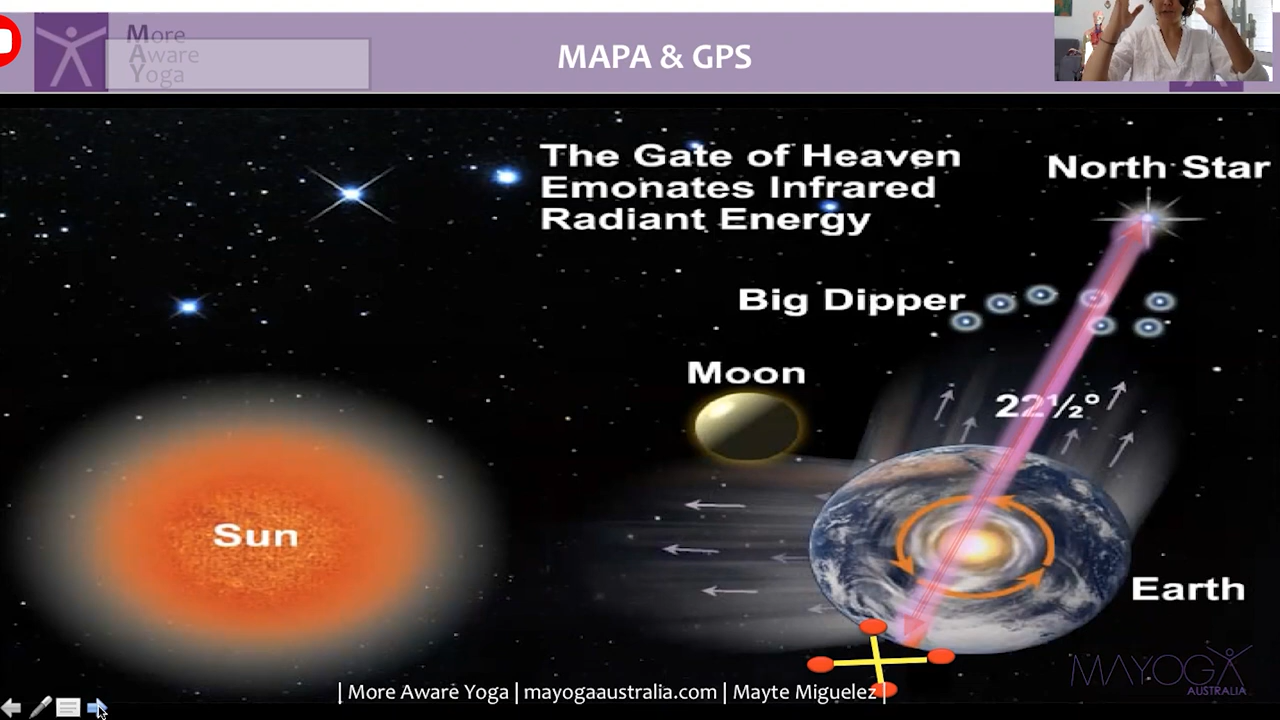 More
Aware
Yoga
MAPA & GPS
The Gate of Heaven
Emonates Infrared
Radiant Energy
North Star
Big Dipper
Moon
22½°
Sun
Earth
MAYOGA
AUSTRALIA
| More Aware Yoga | mayogaaustralia.com | Mayte Miguelez |